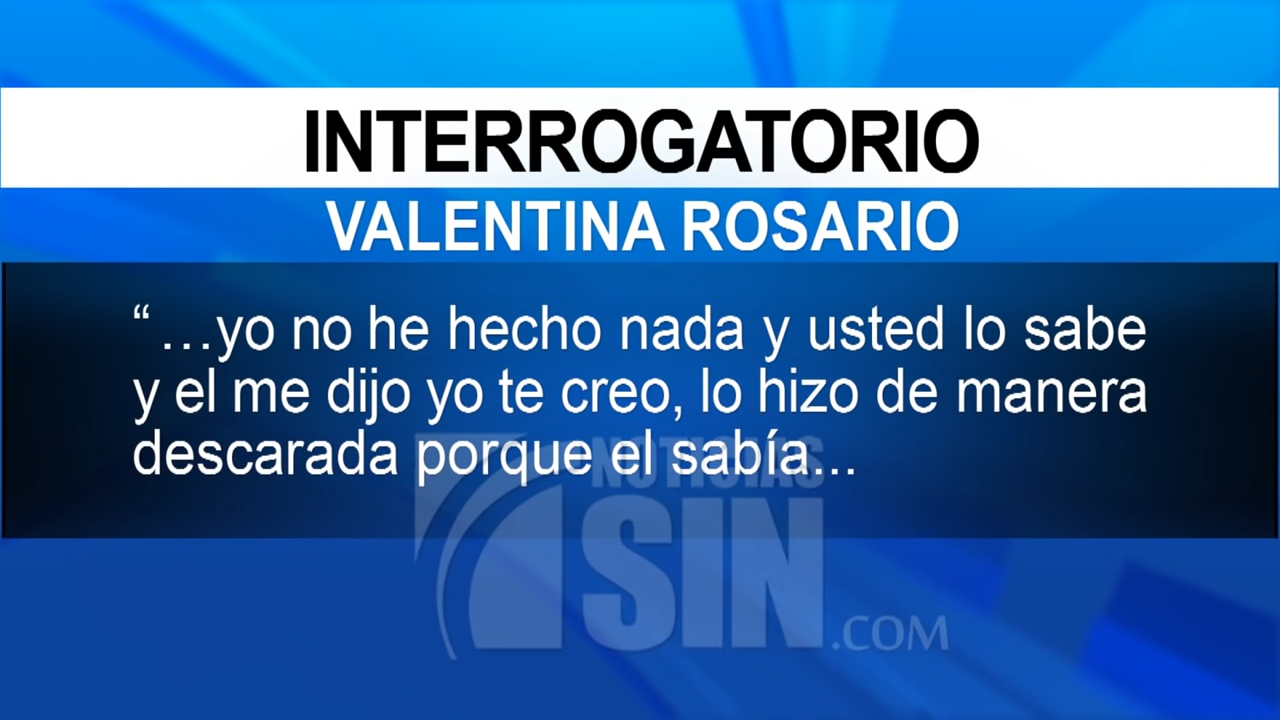 INTERROGATORIO
VALENTINA ROSARIO
“ ...yo no he hecho nada y usted lo sabe
y el me dijo yo te creo, lo hizo de manera
descarada porque el sabía...
NOTICIAS
SIN.COM